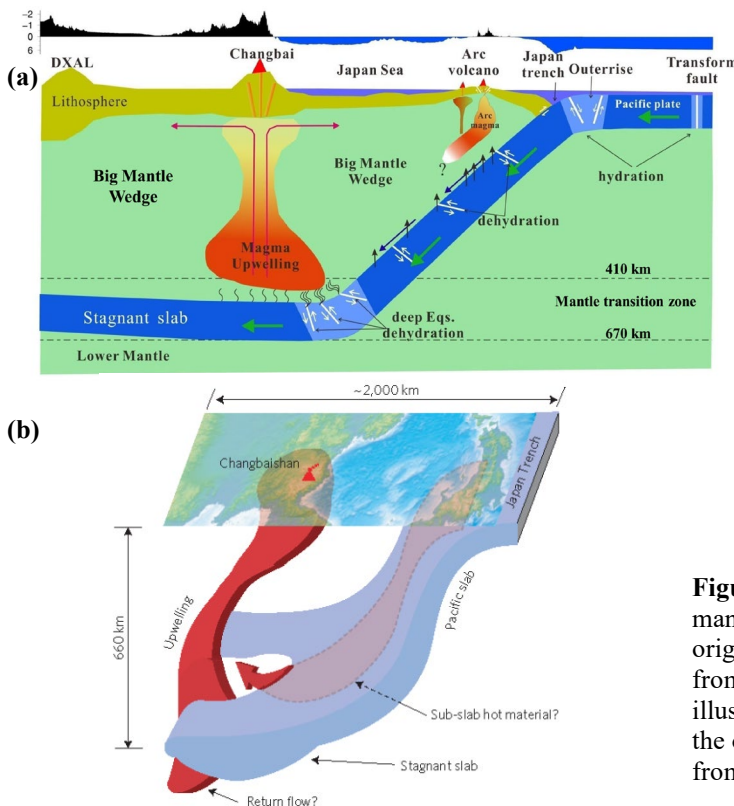 -2
-1
0
6
DXAL
Changbai
Japan Sea
Arc
volcano
Japan
trench
Outerrise
Transform
fault
(a)
Lithosphere
Pacific plate
Arc
magma
?
hydration
Big Mantle
Wedge
Big Mantle
Wedge
dehydration
Magma
Upwelling
410 km
Mantle transition zone
Stagnant slab
deep Eqs.
dehydration
670 km
Lower Mantle
~2,000 km
(b)
Changbaishan
Japan Trench
Upwelling
Pacific slab
660 km
Sub-slab hot material?
Stagnant slab
Return flow?
Figu
man
orig
from
illus
the
from